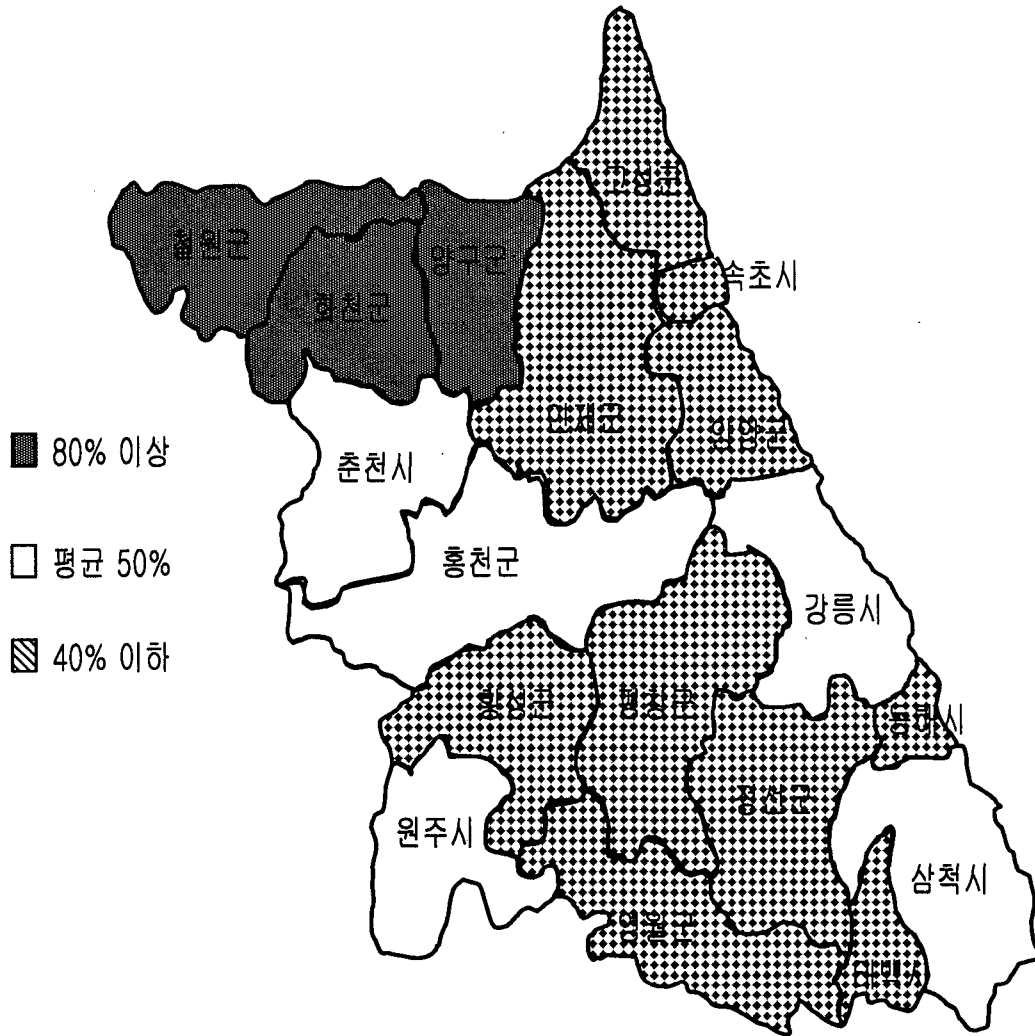 고성군
철원군
양구군
화천군
속초시
인제군
양양군
80% 이상
춘천시
평균 50%
홍천군
강릉시
40% 이하
횡성군
평창군
동해시
정선군
원주시
삼척시
영월군
태백시